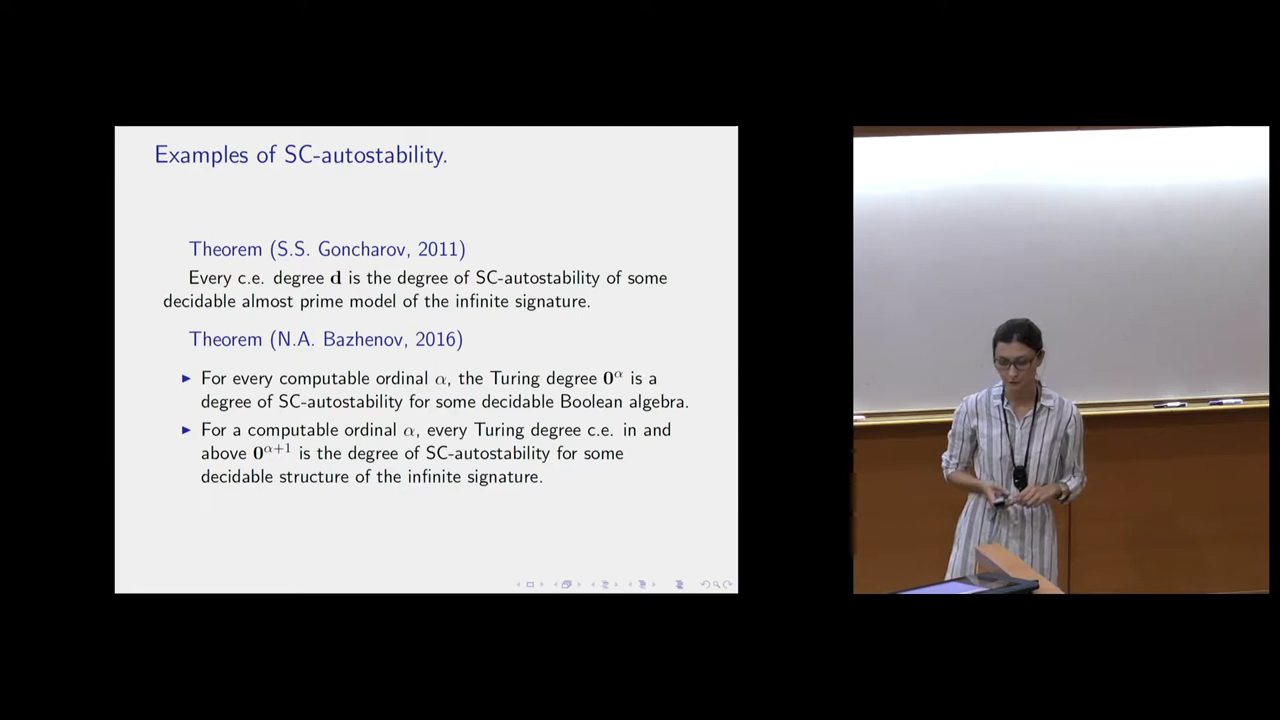 Examples of SC-autostability.
Theorem (S.S. Goncharov, 2011)
Every c.e. degree d is the degree of SC-autostability of some
decidable almost prime model of the infinite signature.
Theorem (N.A. Bazhenov, 2016)
▶ For every computable ordinal α, the Turing degree 0^α is a
degree of SC-autostability for some decidable Boolean algebra.
▶ For a computable ordinal α, every Turing degree c.e. in and
above 0^{α+1} is the degree of SC-autostability for some
decidable structure of the infinite signature.